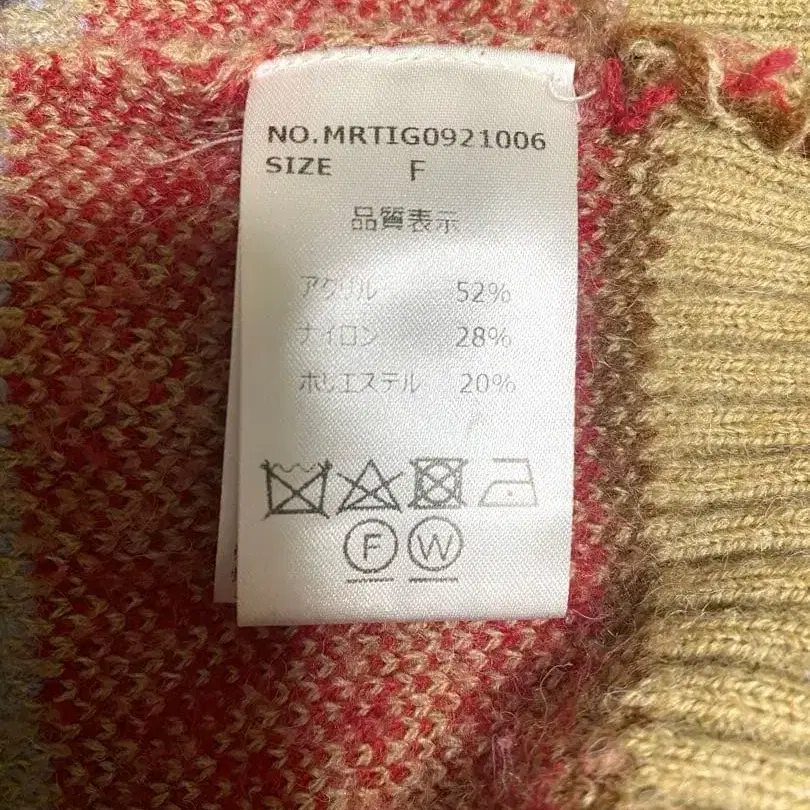 NO.MRTIG0921006
SIZE F
品質表示
アクリル 52%
ナイロン 28%
ポリエステル 20%
F W